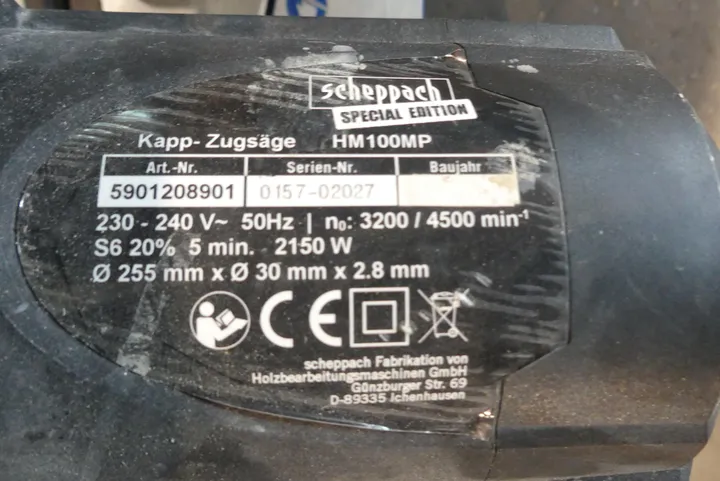 scheppach
SPECIAL EDITION
Kapp- Zugsäge HM100MP
Art.-Nr. Serien-Nr. Baujahr
5901208901 0157-02027
230 - 240 V~ 50Hz | n₀: 3200 / 4500 min⁻¹
S6 20% 5 min. 2150 W
Ø 255 mm x Ø 30 mm x 2.8 mm
CE
scheppach Fabrikation von
Holzbearbeitungsmaschinen GmbH
Günzburger Str. 69
D-89335 Ichenhausen